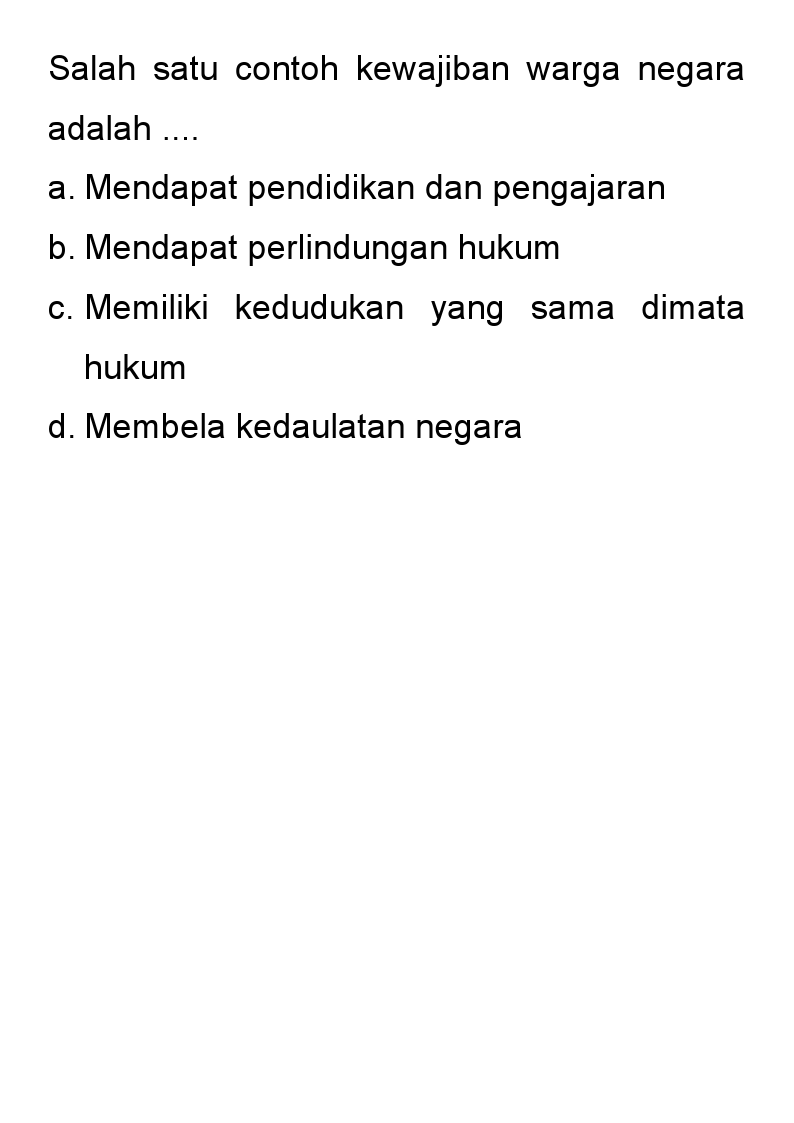 Salah satu contoh kewajiban warga negara
adalah ....
a. Mendapat pendidikan dan pengajaran
b. Mendapat perlindungan hukum
c. Memiliki kedudukan yang sama dimata
hukum
d. Membela kedaulatan negara